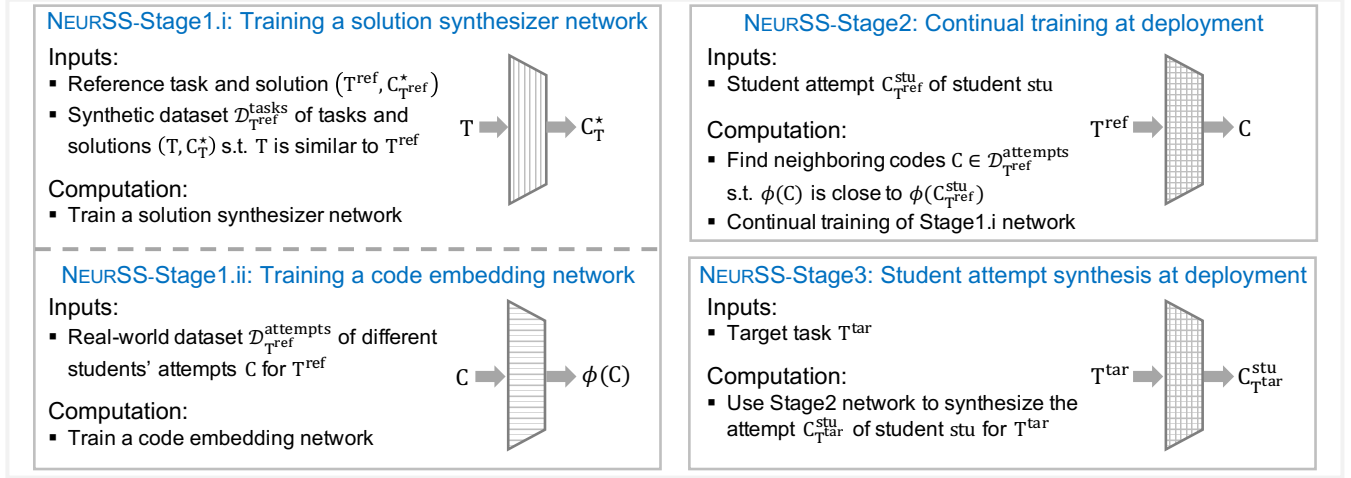 NEURSS-Stage1.i: Training a solution synthesizer network
Inputs:
▪ Reference task and solution (T^ref, C^⋆_T^ref)
▪ Synthetic dataset 𝒟^tasks_T^ref of tasks and
solutions (T, C^⋆_T) s.t. T is similar to T^ref
Computation:
▪ Train a solution synthesizer network
T
C^⋆_T
NEURSS-Stage1.ii: Training a code embedding network
Inputs:
▪ Real-world dataset 𝒟^attempts_T^ref of different
students' attempts C for T^ref
Computation:
▪ Train a code embedding network
C
ϕ(C)
NEURSS-Stage2: Continual training at deployment
Inputs:
▪ Student attempt C^stu_T^ref of student stu
Computation:
▪ Find neighboring codes C ∈ 𝒟^attempts_T^ref
s.t. ϕ(C) is close to ϕ(C^stu_T^ref)
▪ Continual training of Stage1.i network
T^ref
C
NEURSS-Stage3: Student attempt synthesis at deployment
Inputs:
▪ Target task T^tar
Computation:
▪ Use Stage2 network to synthesize the
attempt C^stu_T^tar of student stu for T^tar
T^tar
C^stu_T^tar